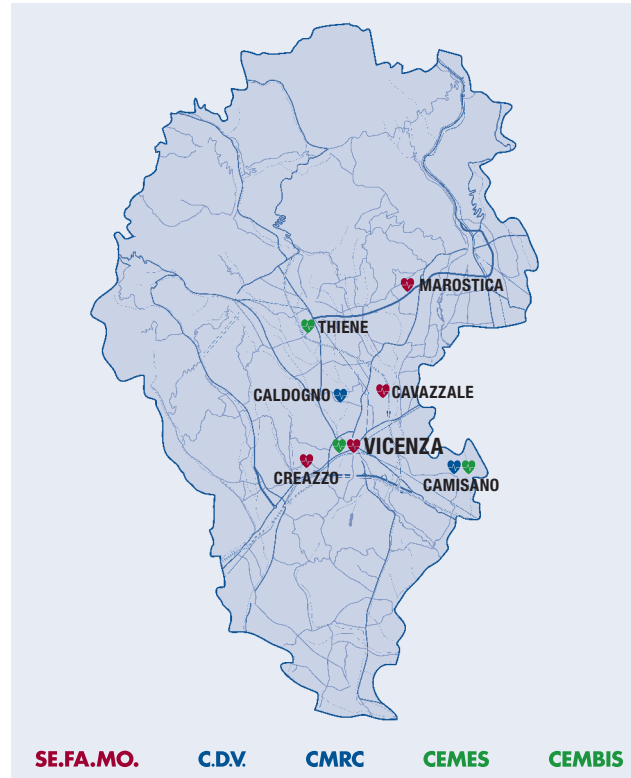 MAROSTICA
THIENE
CALDOGNO
CAVAZZALE
VICENZA
CREAZZO
CAMISANO
SE.FA.MO. C.D.V. CMRC CEMES CEMBIS